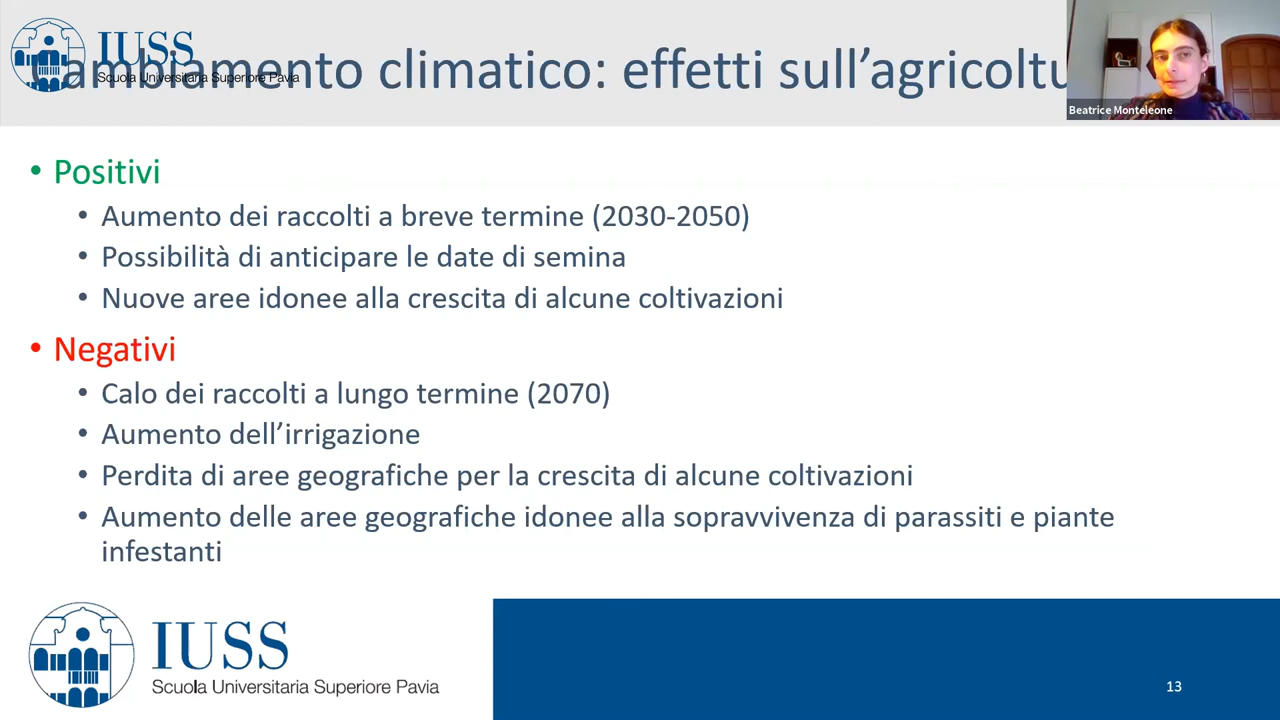 IUSS
Scuola Universitaria Superiore Pavia
Cambiamento climatico: effetti sull'agricoltu
Beatrice Monteleone
• Positivi
• Aumento dei raccolti a breve termine (2030-2050)
• Possibilità di anticipare le date di semina
• Nuove aree idonee alla crescita di alcune coltivazioni
• Negativi
• Calo dei raccolti a lungo termine (2070)
• Aumento dell'irrigazione
• Perdita di aree geografiche per la crescita di alcune coltivazioni
• Aumento delle aree geografiche idonee alla sopravvivenza di parassiti e piante
infestanti
IUSS
Scuola Universitaria Superiore Pavia
13